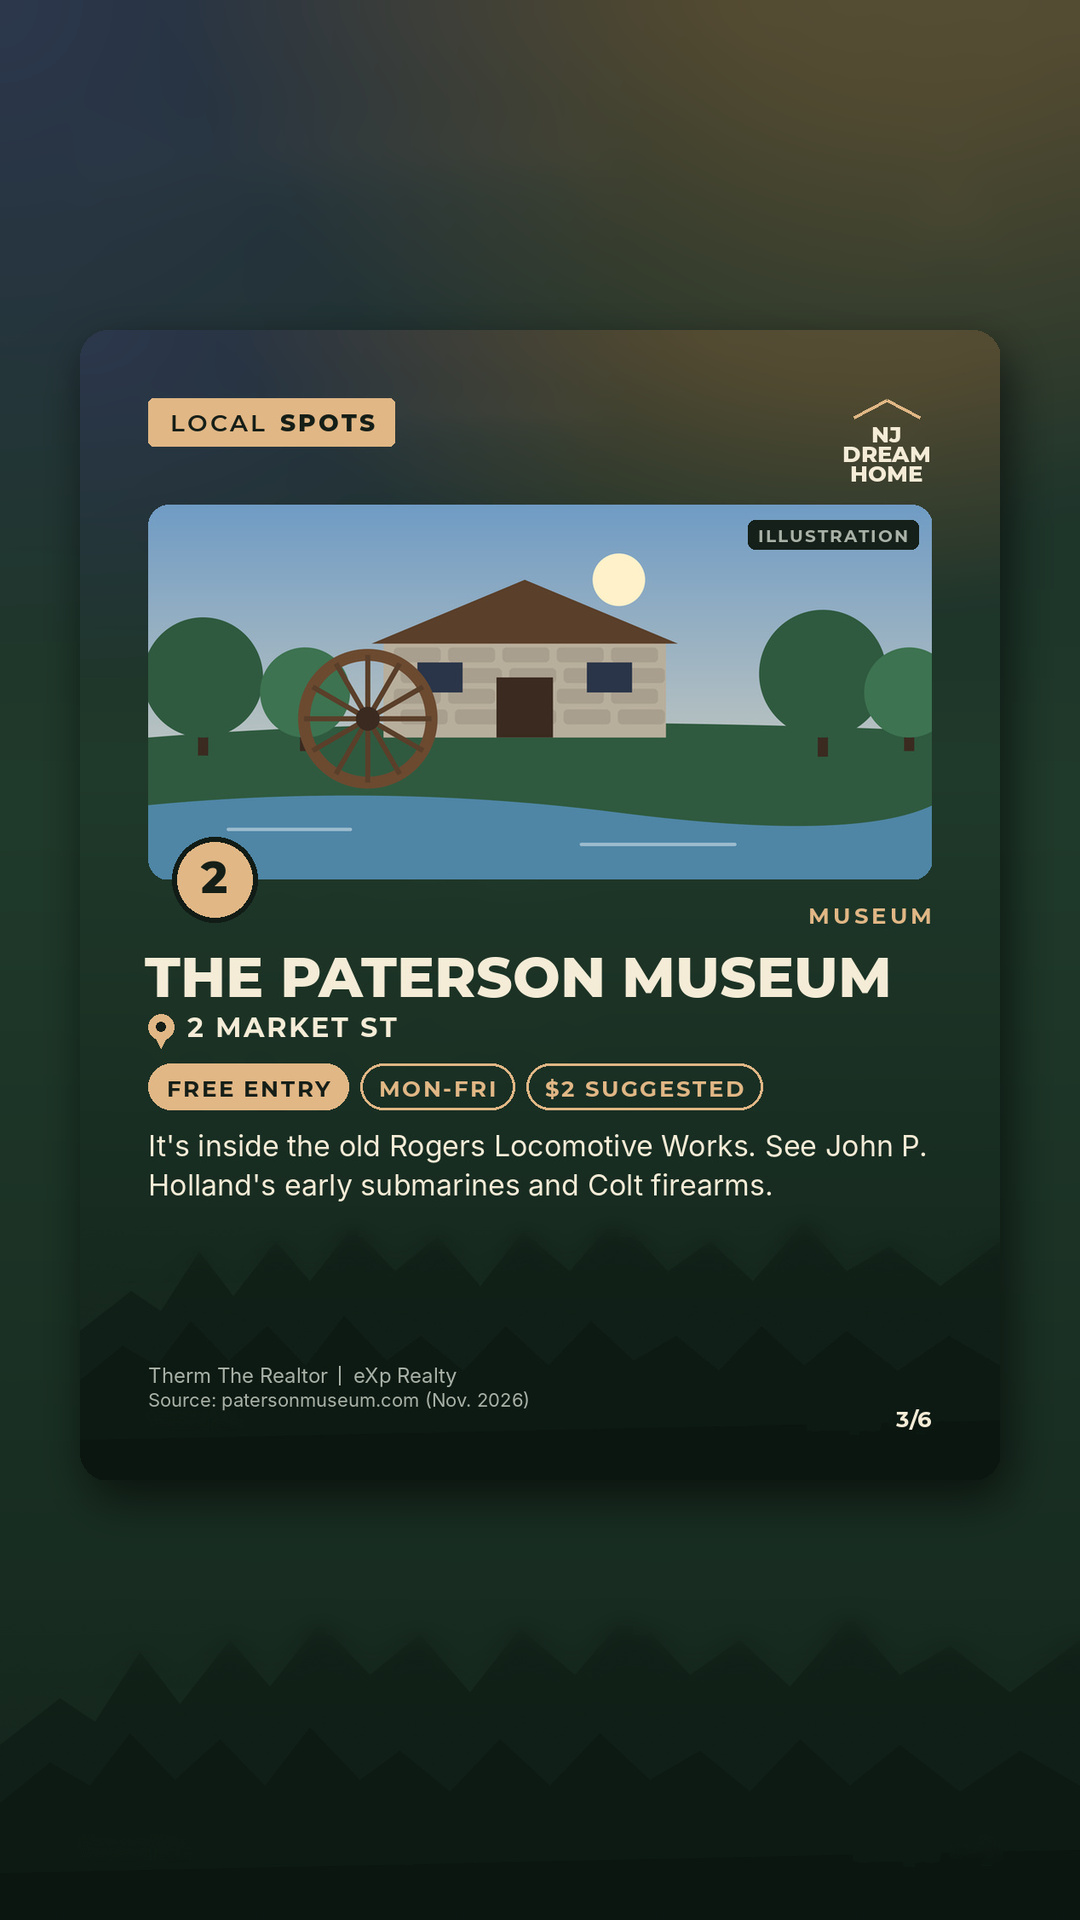 LOCAL SPOTS
NJ
DREAM
HOME
ILLUSTRATION
2
MUSEUM
THE PATERSON MUSEUM
2 MARKET ST
FREE ENTRY
MON-FRI
$2 SUGGESTED
It's inside the old Rogers Locomotive Works. See John P.
Holland's early submarines and Colt firearms.
Therm The Realtor | eXp Realty
Source: patersonmuseum.com (Nov. 2026)
3/6